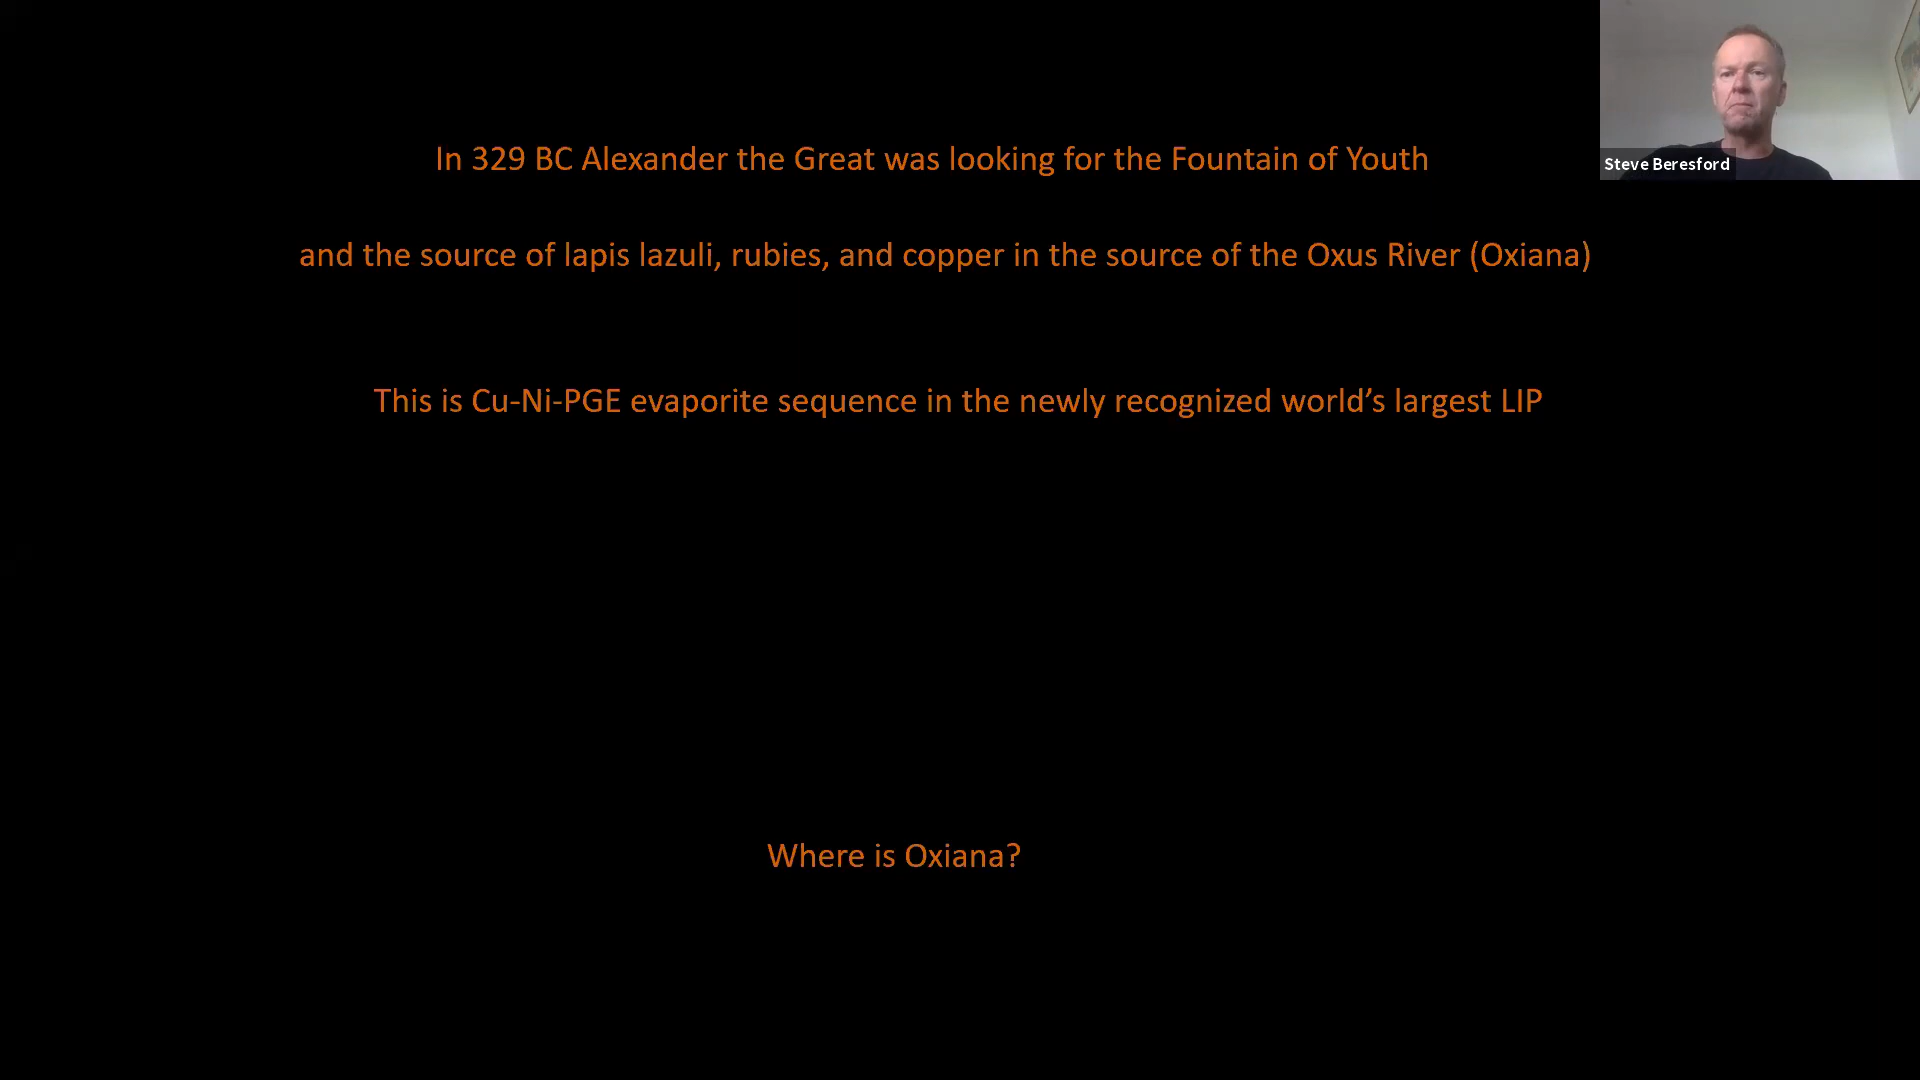 In 329 BC Alexander the Great was looking for the Fountain of Youth
Steve Beresford
and the source of lapis lazuli, rubies, and copper in the source of the Oxus River (Oxiana)
This is Cu-Ni-PGE evaporite sequence in the newly recognized world’s largest LIP
Where is Oxiana?